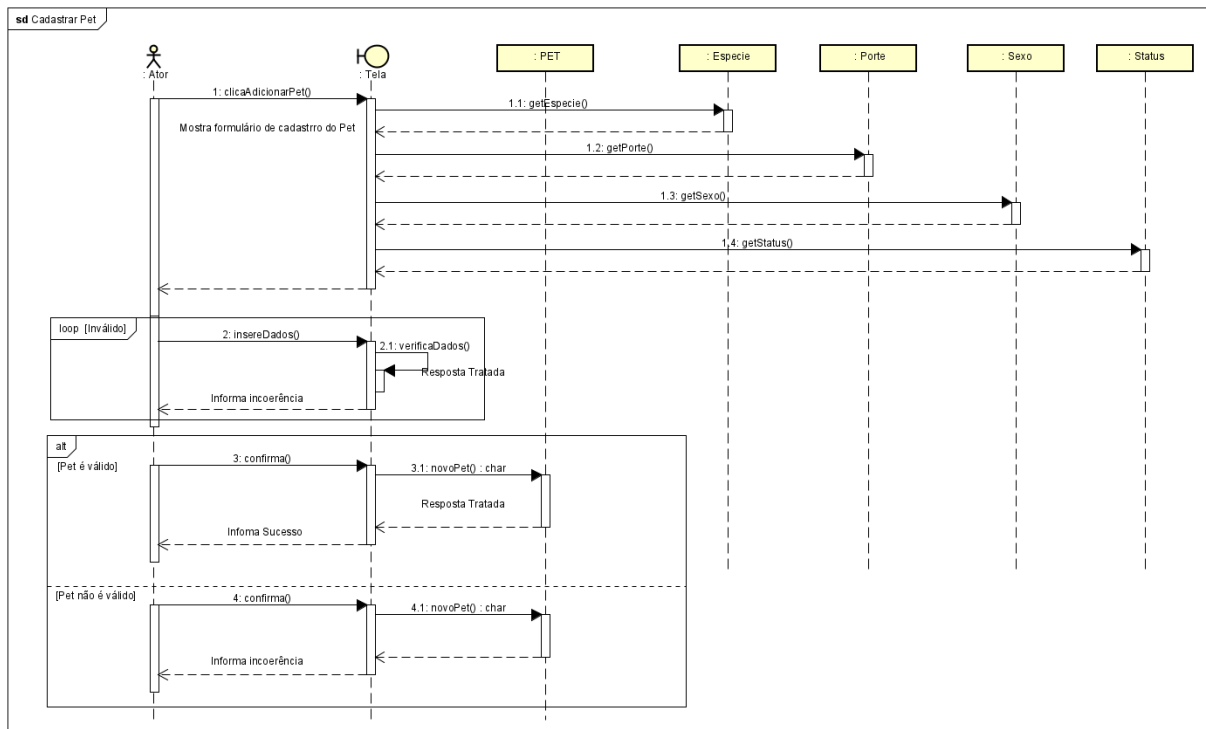 sd Cadastrar Pet
: Ator
: Tela
: PET
: Especie
: Porte
: Sexo
: Status
1: clicaAdicionarPet()
1.1: getEspecie()
Mostra formulário de cadastrro do Pet
1.2: getPorte()
1.3: getSexo()
1.4: getStatus()
loop [Inválido]
2: insereDados()
2.1: verificaDados()
Resposta Tratada
Informa incoerência
alt
[Pet é válido]
3: confirma()
3.1: novoPet() : char
Resposta Tratada
Infoma Sucesso
[Pet não é válido]
4: confirma()
4.1: novoPet() : char
Informa incoerência